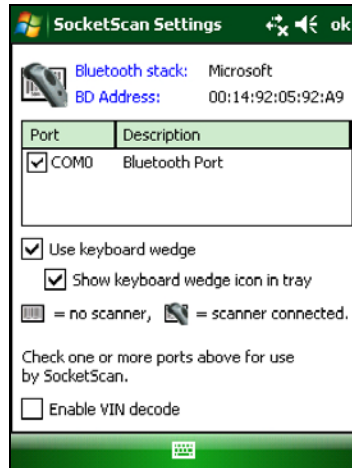 SocketScan Settings ok
Bluetooth stack: Microsoft
BD Address: 00:14:92:05:92:A9
Port Description
COM0 Bluetooth Port
Use keyboard wedge
Show keyboard wedge icon in tray
= no scanner, = scanner connected.
Check one or more ports above for use
by SocketScan.
Enable VIN decode